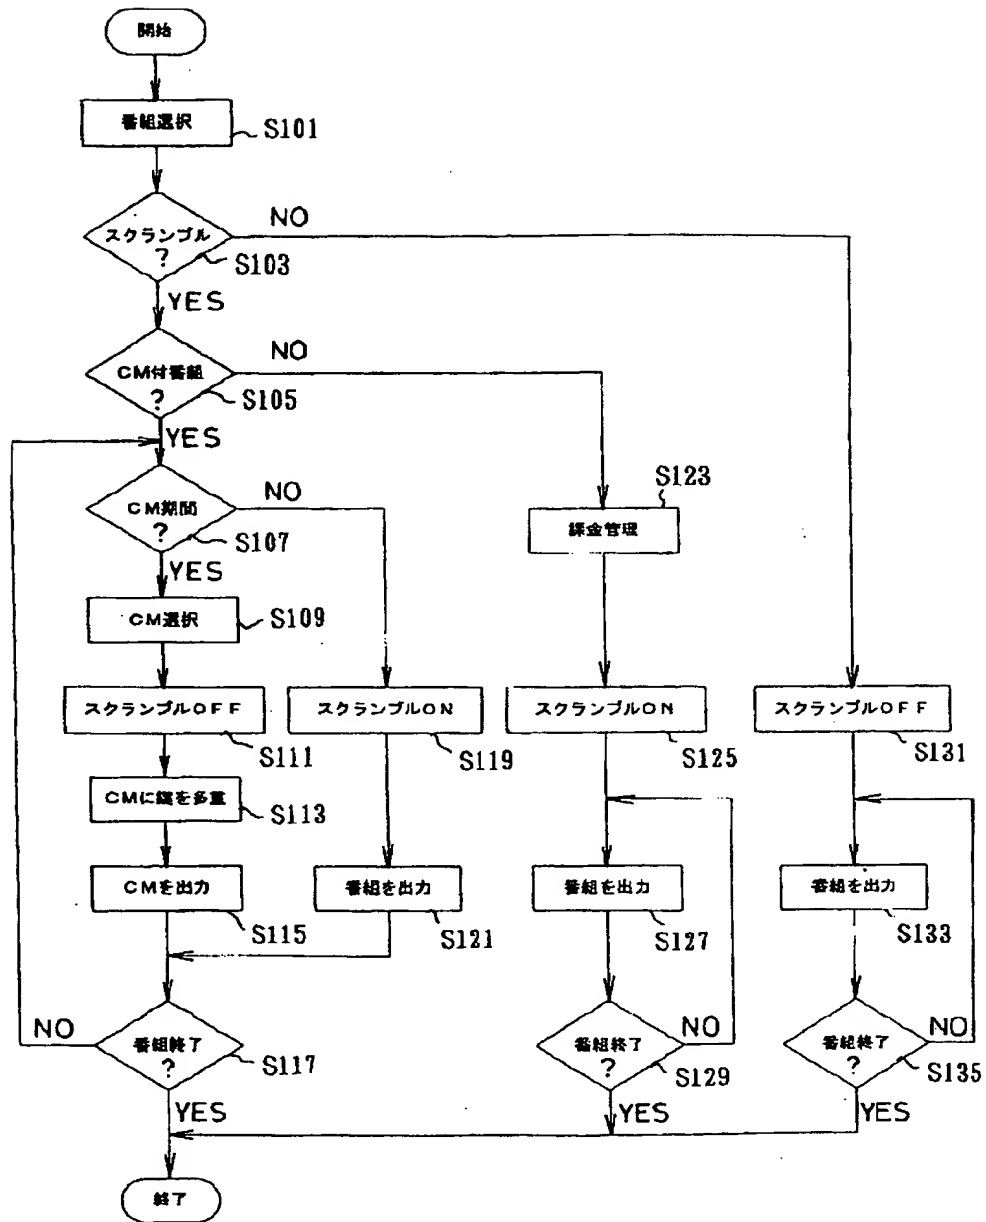 開始
番組選択
S101
スクランブル
?
NO
S103
YES
CM付番組
?
NO
S105
YES
CM期間
?
NO
S107
YES
S123
課金管理
CM選択
S109
スクランブルOFF
S111
スクランブルON
S119
スクランブルON
S125
スクランブルOFF
S131
CMに鍵を多重
S113
CMを出力
S115
番組を出力
S121
番組を出力
S127
番組を出力
S133
NO
番組終了
?
S117
YES
番組終了
?
NO
S129
YES
番組終了
?
NO
S135
YES
終了